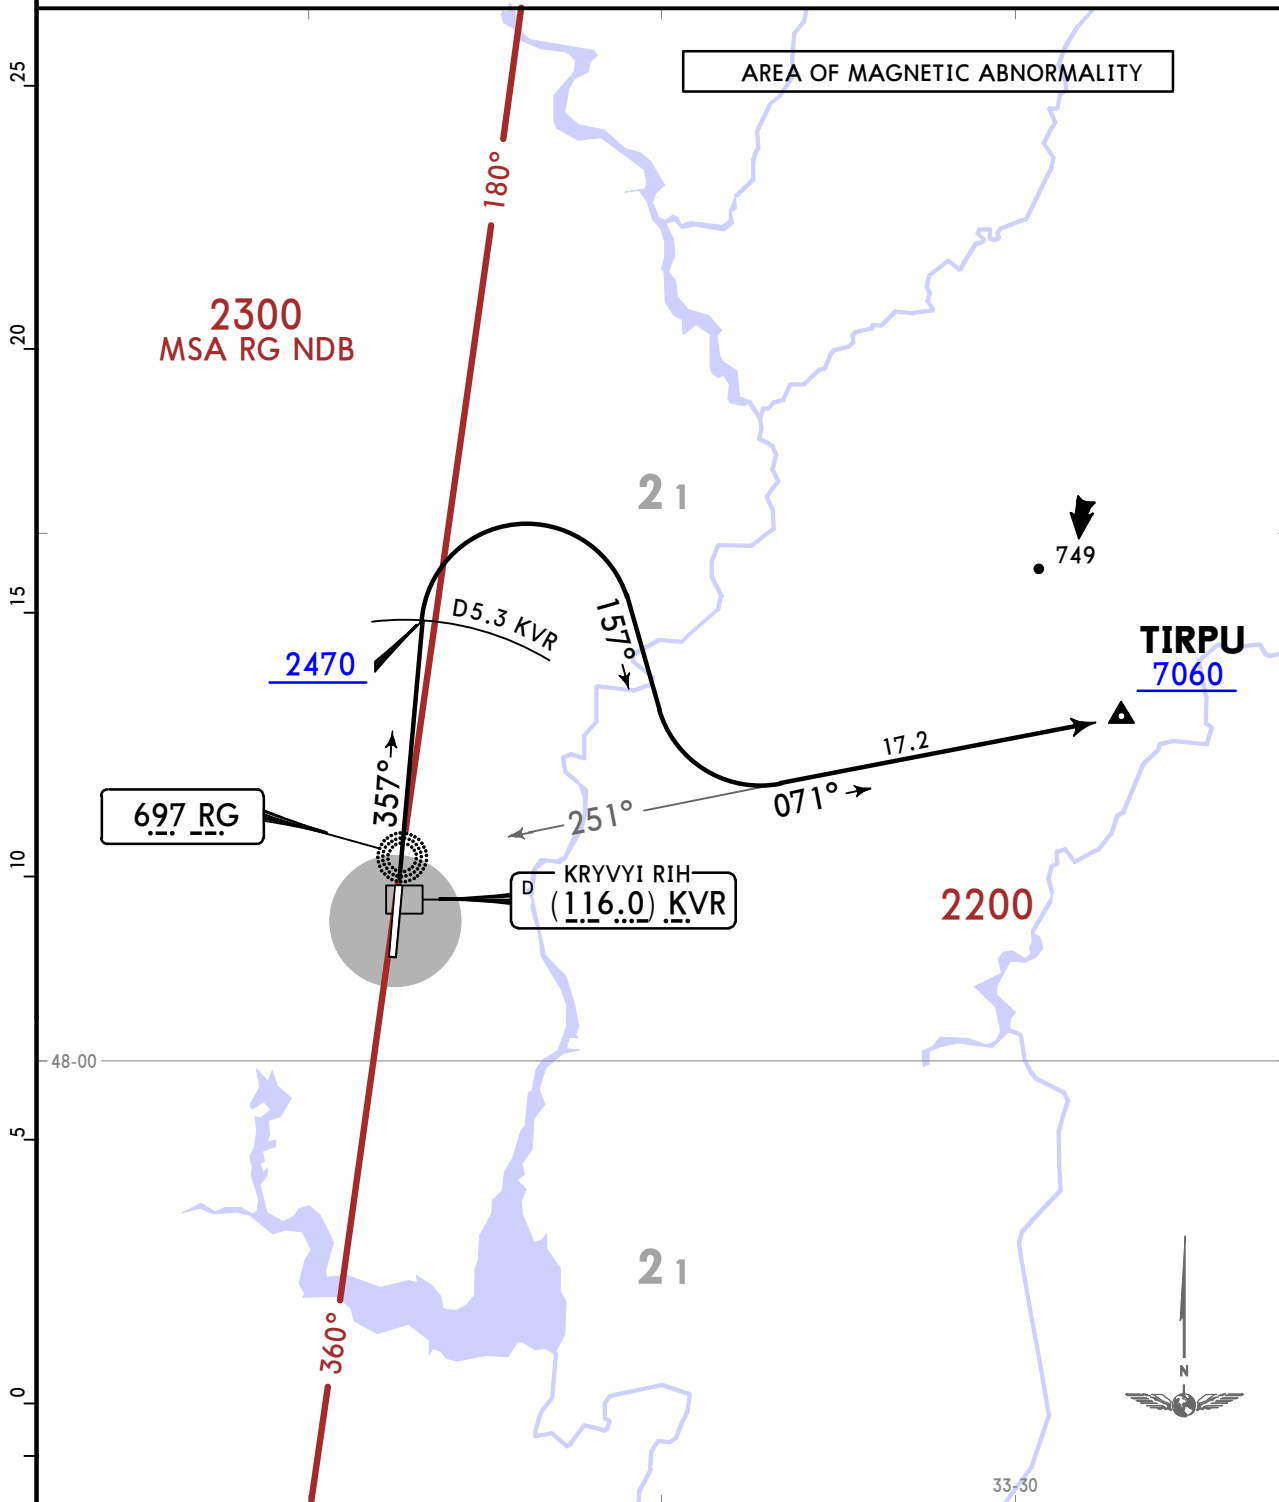 AREA OF MAGNETIC ABNORMALITY
25
180°
2300
MSA RG NDB
20
2 1
749
15
D5.3 KVR
157°
TIRPU
7060
2470
17.2
357°
071°
251°
697 RG
10
D
KRYVYI RIH
(116.0) KVR
2200
48-00
5
2 1
360°
0
N
33-30